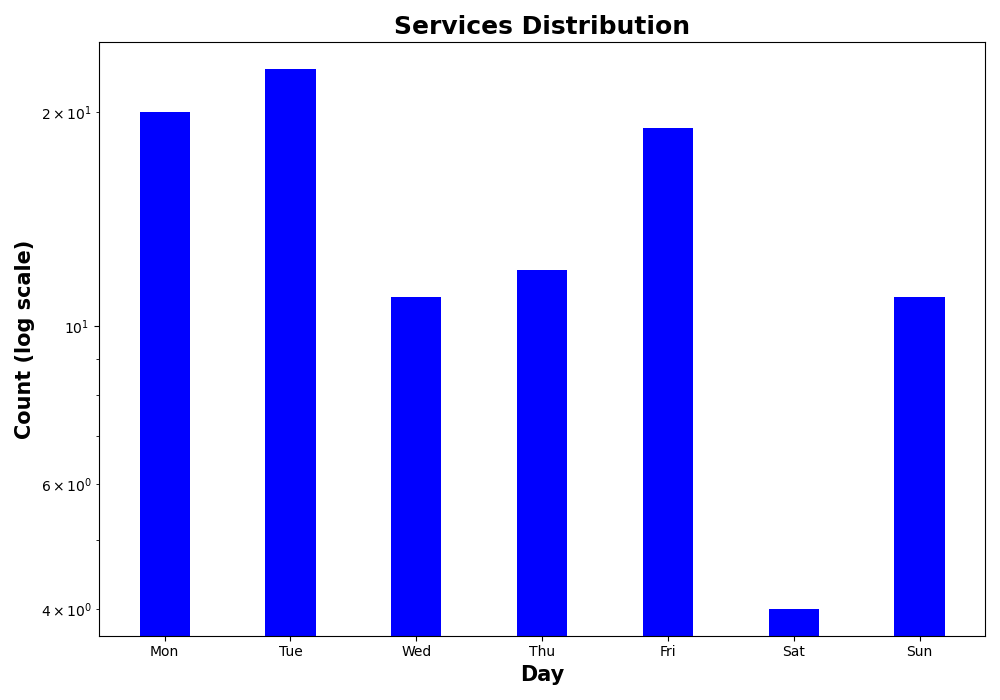 Services Distribution
Count (log scale)
2 × 10¹
10¹
6 × 10⁰
4 × 10⁰
Mon Tue Wed Thu Fri Sat Sun
Day